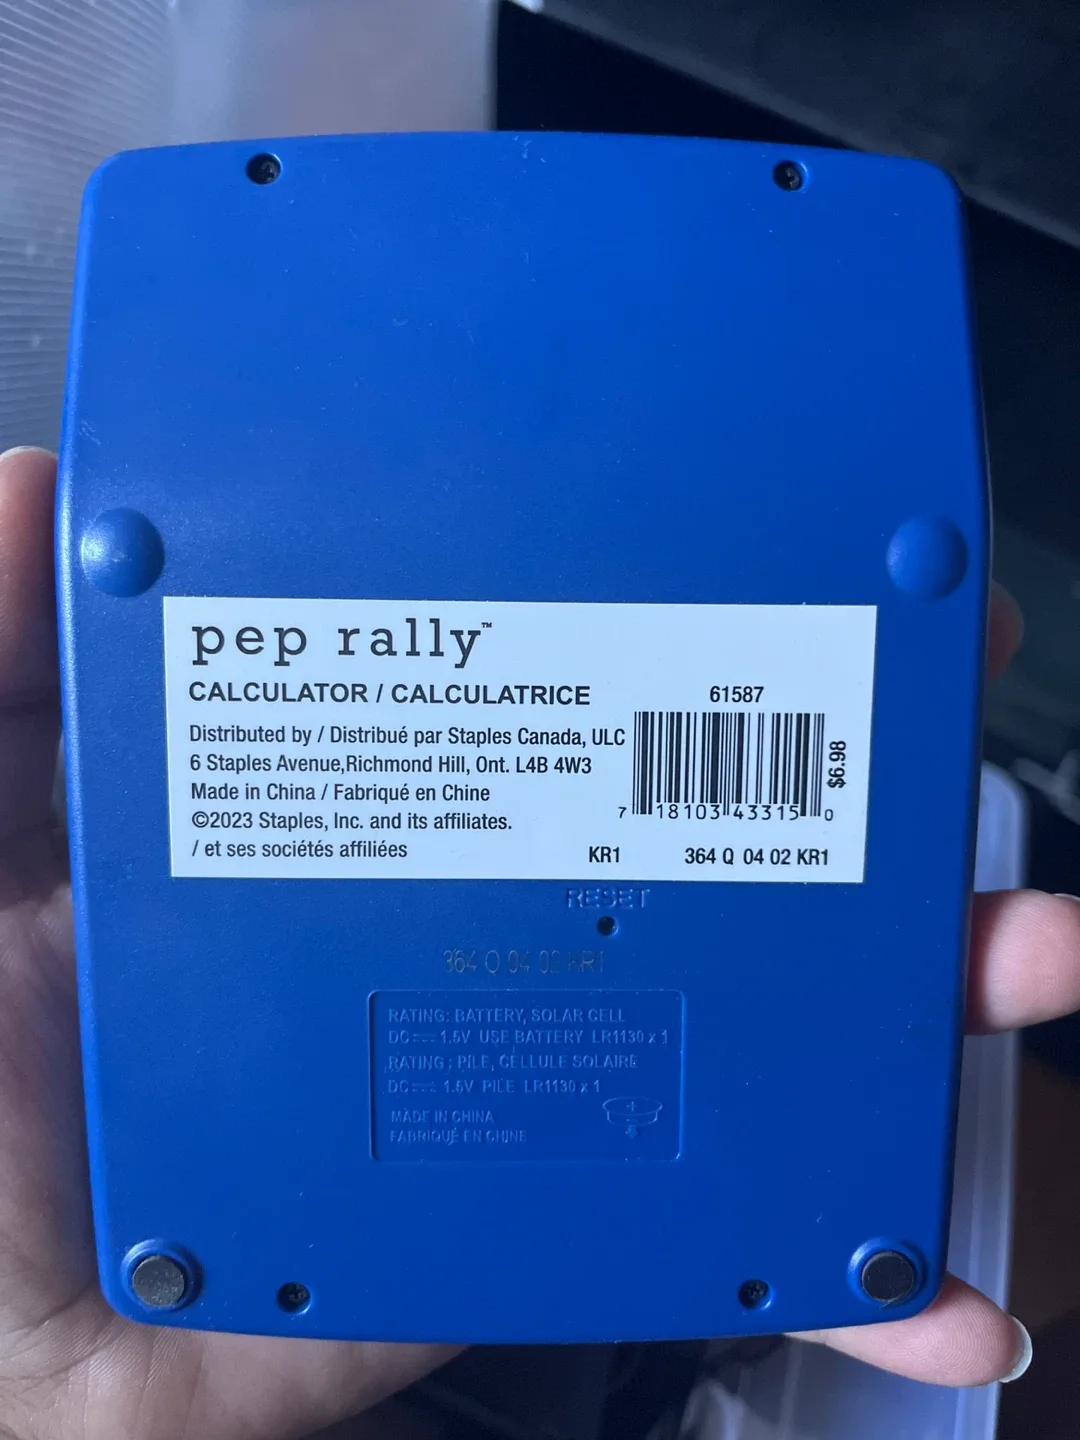 pep rally™
CALCULATOR / CALCULATRICE
Distributed by / Distribué par Staples Canada, ULC
6 Staples Avenue,Richmond Hill, Ont. L4B 4W3
Made in China / Fabriqué en Chine
©2023 Staples, Inc. and its affiliates.
/ et ses sociétés affiliées
61587
$6.98
7 18103 43315 0
KR1 364 Q 04 02 KR1
RESET
364 Q 04 02 KR1
RATING: BATTERY, SOLAR CELL
DC ⎓ 1.5V USE BATTERY LR1130 x 1
RATING : PILE, CELLULE SOLAIRE
DC ⎓ 1.5V PILE LR1130 x 1
MADE IN CHINA
FABRIQUÉ EN CHINE
+